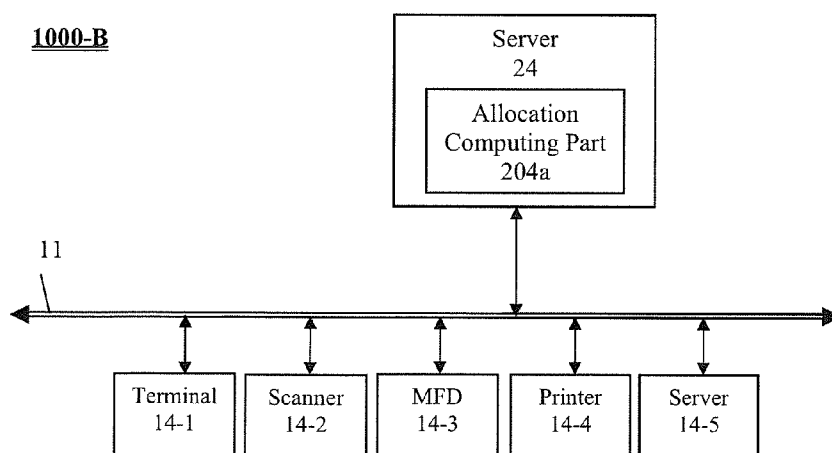 1000-B
Server
24
Allocation
Computing Part
204a
11
Terminal
14-1
Scanner
14-2
MFD
14-3
Printer
14-4
Server
14-5